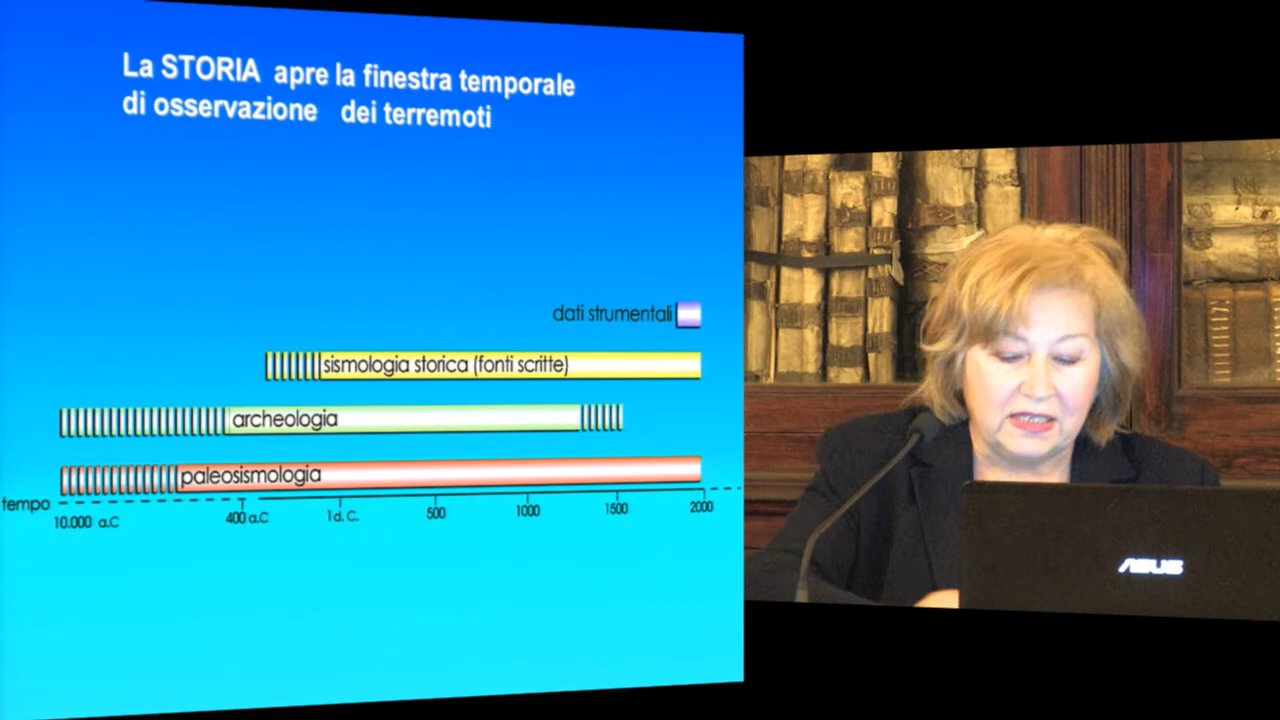 La STORIA apre la finestra temporale
di osservazione dei terremoti
dati strumentali
sismologia storica (fonti scritte)
archeologia
paleosismologia
tempo
10.000 a.C
400 a.C
1 d. C.
500
1000
1500
2000
ASUS